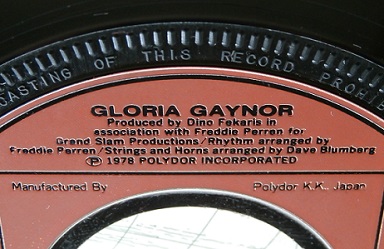 CASTING OF THIS RECORD PROHI
GLORIA GAYNOR
Produced by Dino Fekaris in
association with Freddie Perren for
Grand Slam Productions/Rhythm arranged by
Freddie Perren/Strings and Horns arranged by Dave Blumberg
Ⓟ 1978 POLYDOR INCORPORATED
Manufactured By Polydor K.K., Japan